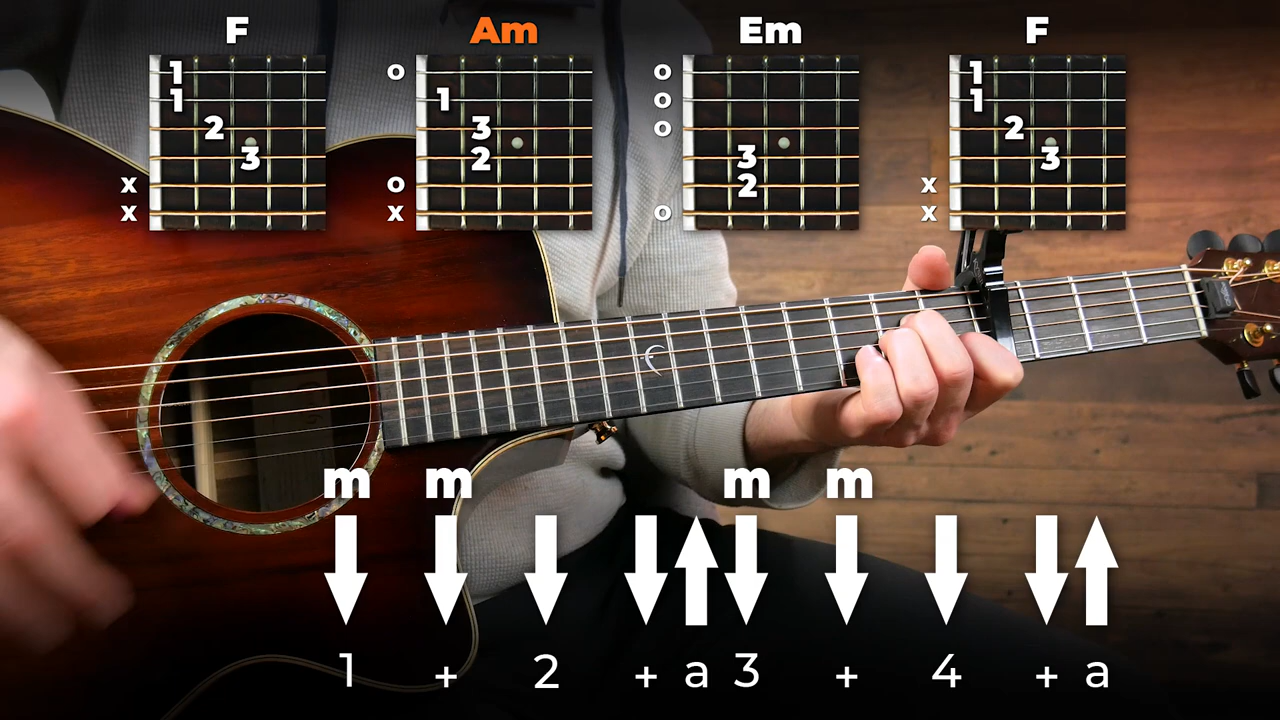 F Am Em F
1 o o 1
1 1 o 1
2 3 o 2
3 2 3 3
x o 2 x
x x o x
m m m m
1 + 2 + a 3 + 4 + a